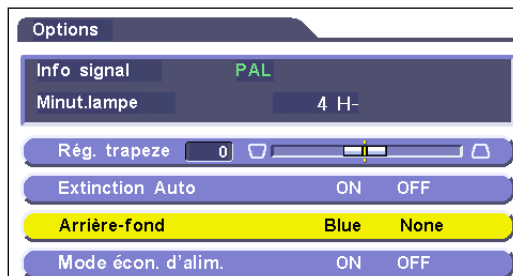 Options
Info signal PAL
Minut.lampe 4 H-
Rég. trapeze 0
Extinction Auto ON OFF
Arrière-fond Blue None
Mode écon. d'alim. ON OFF